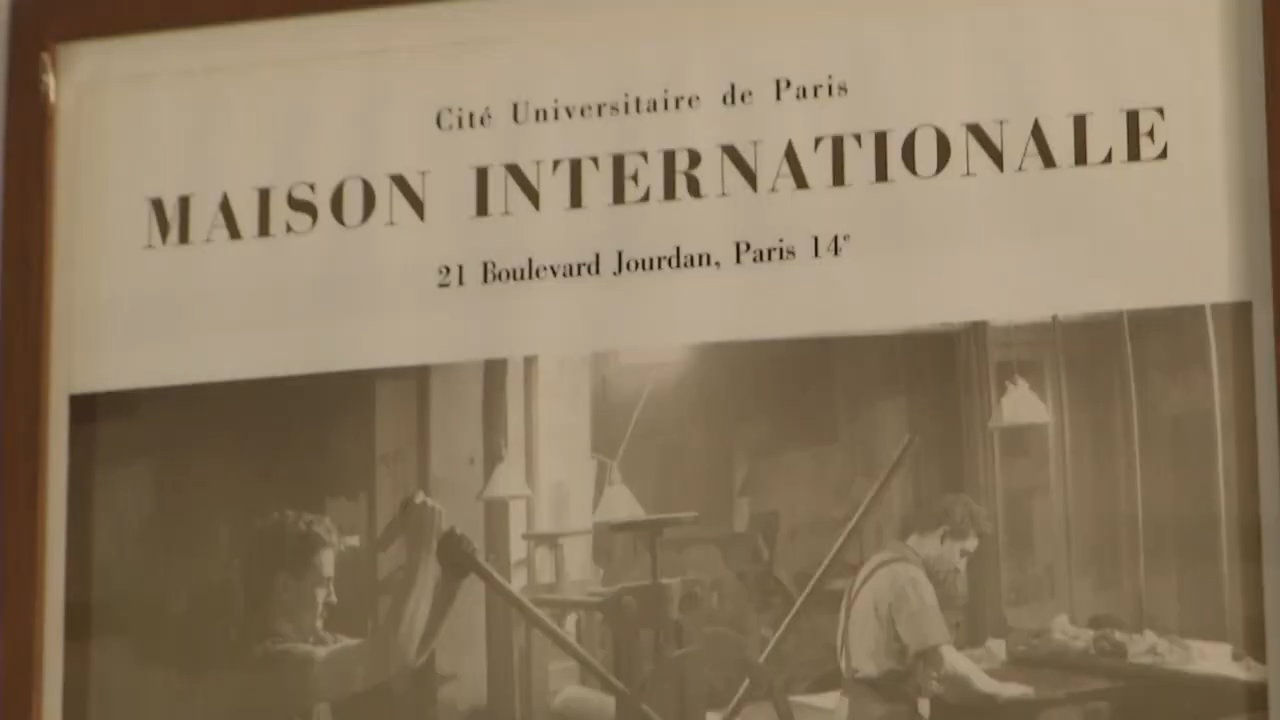 Cité Universitaire de Paris
MAISON INTERNATIONALE
21 Boulevard Jourdan, Paris 14e